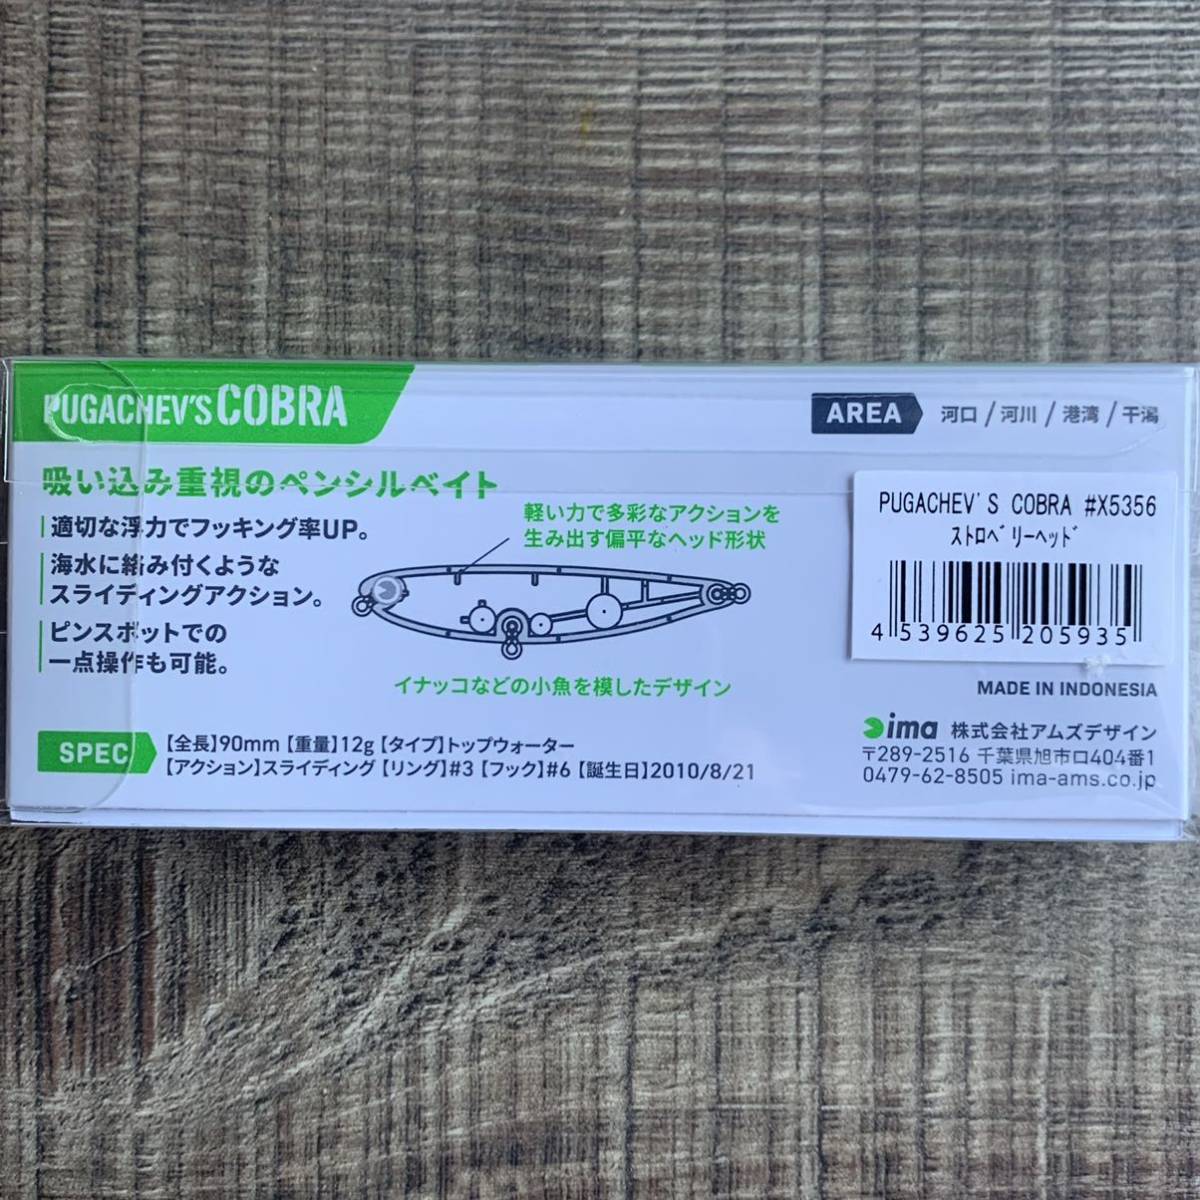 PUGACHEV'S COBRA
AREA 河口 / 河川 / 港湾 / 干潟
吸い込み重視のペンシルベイト
適切な浮力でフッキング率UP。
海水に絡み付くような
スライディングアクション。
ピンスポットでの
一点操作も可能。
軽い力で多彩なアクションを
生み出す偏平なヘッド形状
イナッコなどの小魚を模したデザイン
PUGACHEV'S COBRA #X5356
ｽﾄﾛﾍﾞﾘｰﾍｯﾄﾞ
4 539625 205935
MADE IN INDONESIA
SPEC
【全長】90mm【重量】12g【タイプ】トップウォーター
【アクション】スライディング【リング】#3【フック】#6【誕生日】2010/8/21
ima 株式会社アムズデザイン
〒289-2516 千葉県旭市ロ404番1
0479-62-8505 ima-ams.co.jp